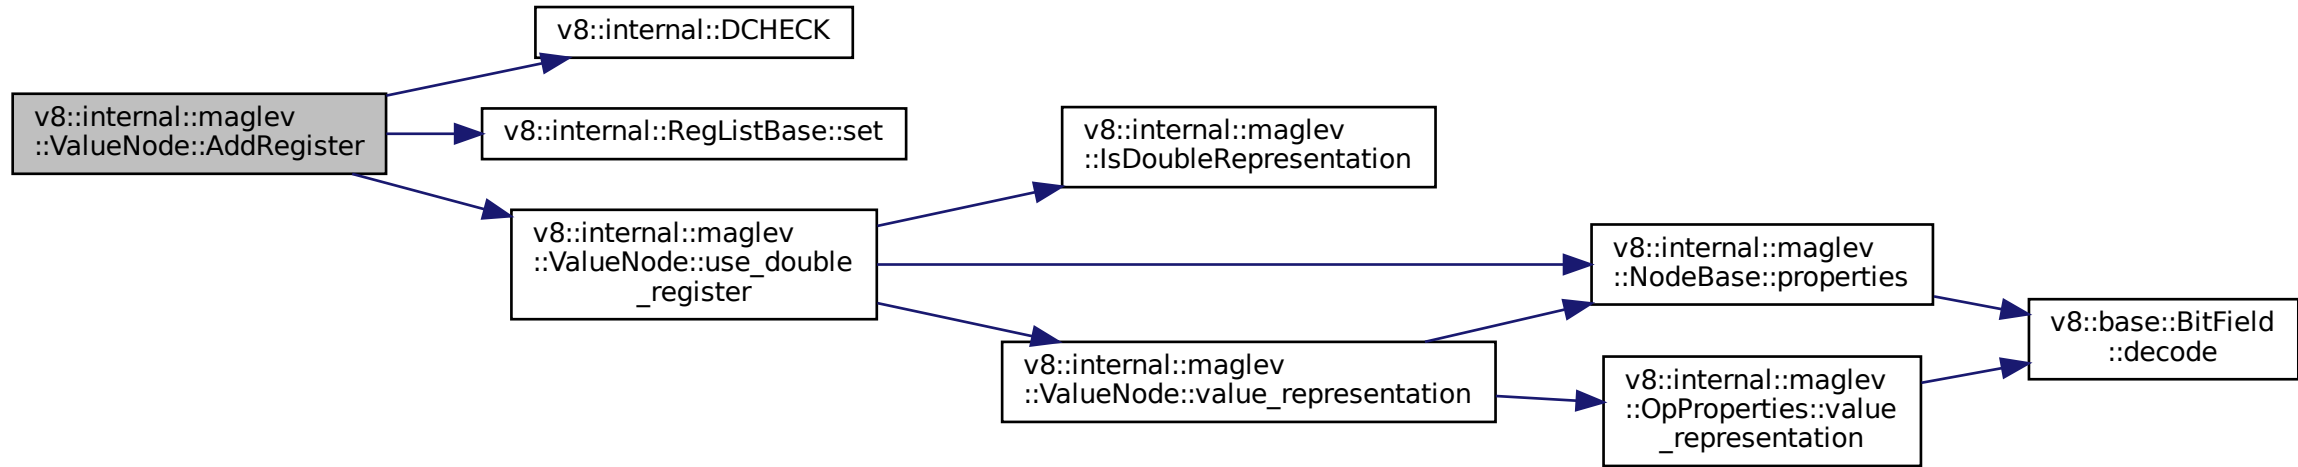 v8::internal::DCHECK
v8::internal::maglev
::ValueNode::AddRegister
v8::internal::RegListBase::set
v8::internal::maglev
::IsDoubleRepresentation
v8::internal::maglev
::ValueNode::use_double
_register
v8::internal::maglev
::NodeBase::properties
v8::base::BitField
::decode
v8::internal::maglev
::ValueNode::value_representation
v8::internal::maglev
::OpProperties::value
_representation